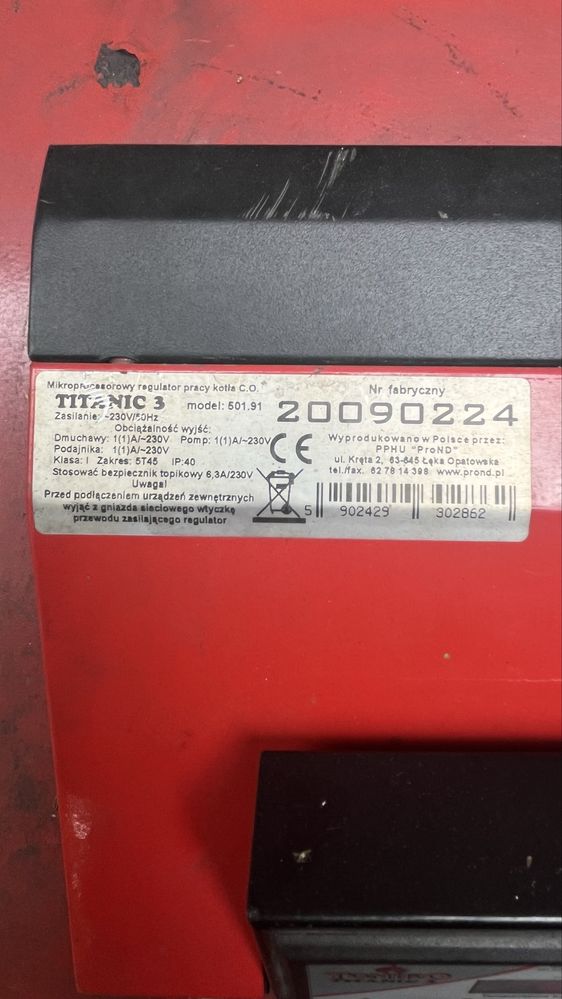 Mikroprocesorowy regulator pracy kotła C.O.
TITANIC 3 model: 501.91
Zasilanie: ~230V/50Hz
Obciążalność wyjść:
Dmuchawy: 1(1)A/~230V Pomp: 1(1)A/~230V
Podajnika: 1(1)A/~230V
Klasa: I Zakres: 5T45 IP:40
Stosować bezpiecznik topikowy 6,3A/230V
Uwaga!
Przed podłączeniem urządzeń zewnętrznych
wyjąć z gniazda sieciowego wtyczkę
przewodu zasilającego regulator
CE
Nr fabryczny
20090224
Wyprodukowano w Polsce przez:
PPHU "ProND"
ul. Kręta 2, 63-645 Łęka Opatowska
tel./fax. 62 78 14 398 www.prond.pl
5 902429 302862
TITANIC 3